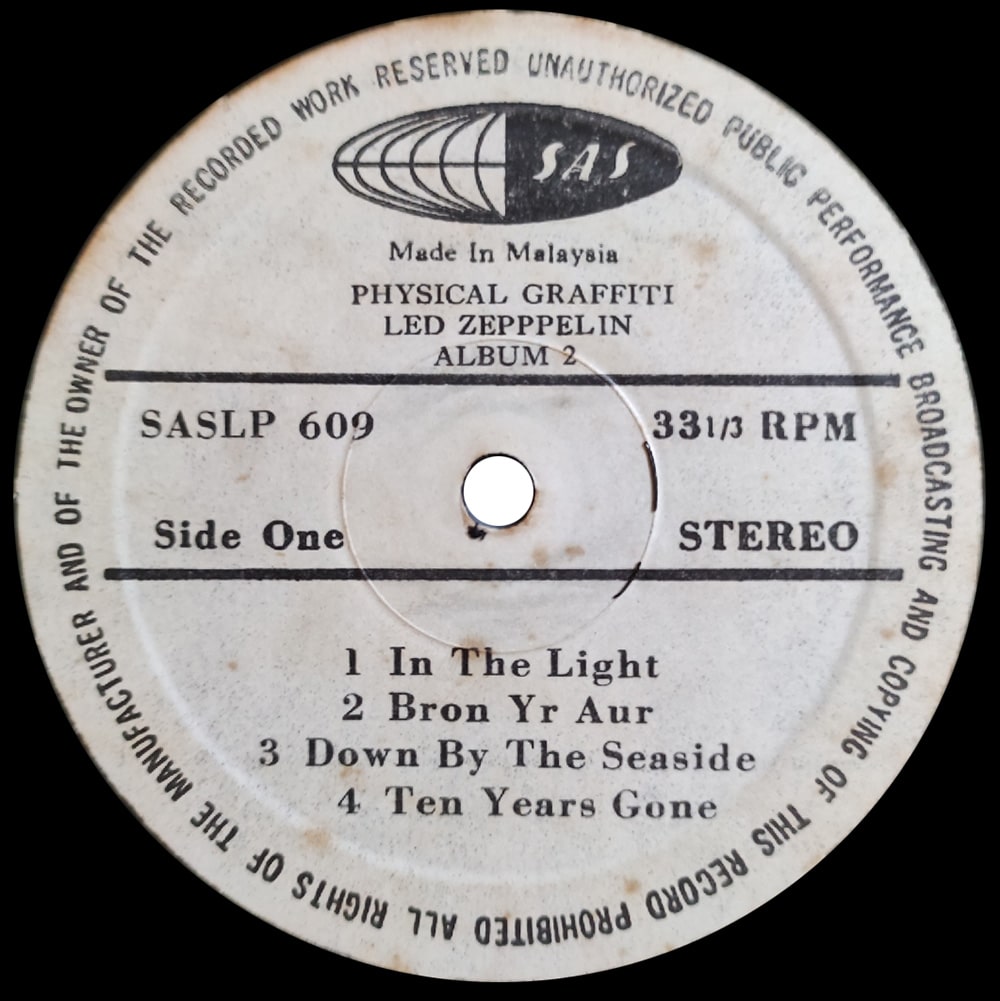 ALL RIGHTS OF THE MANUFACTURER AND OF THE OWNER OF THE RECORDED WORK RESERVED UNAUTHORIZED PUBLIC PERFORMANCE BROADCASTING AND COPYING OF THIS RECORD PROHIBITED
SAS
Made In Malaysia
PHYSICAL GRAFFITI
LED ZEPPPELIN
ALBUM 2
SASLP 609 33 1/3 RPM
Side One STEREO
1 In The Light
2 Bron Yr Aur
3 Down By The Seaside
4 Ten Years Gone